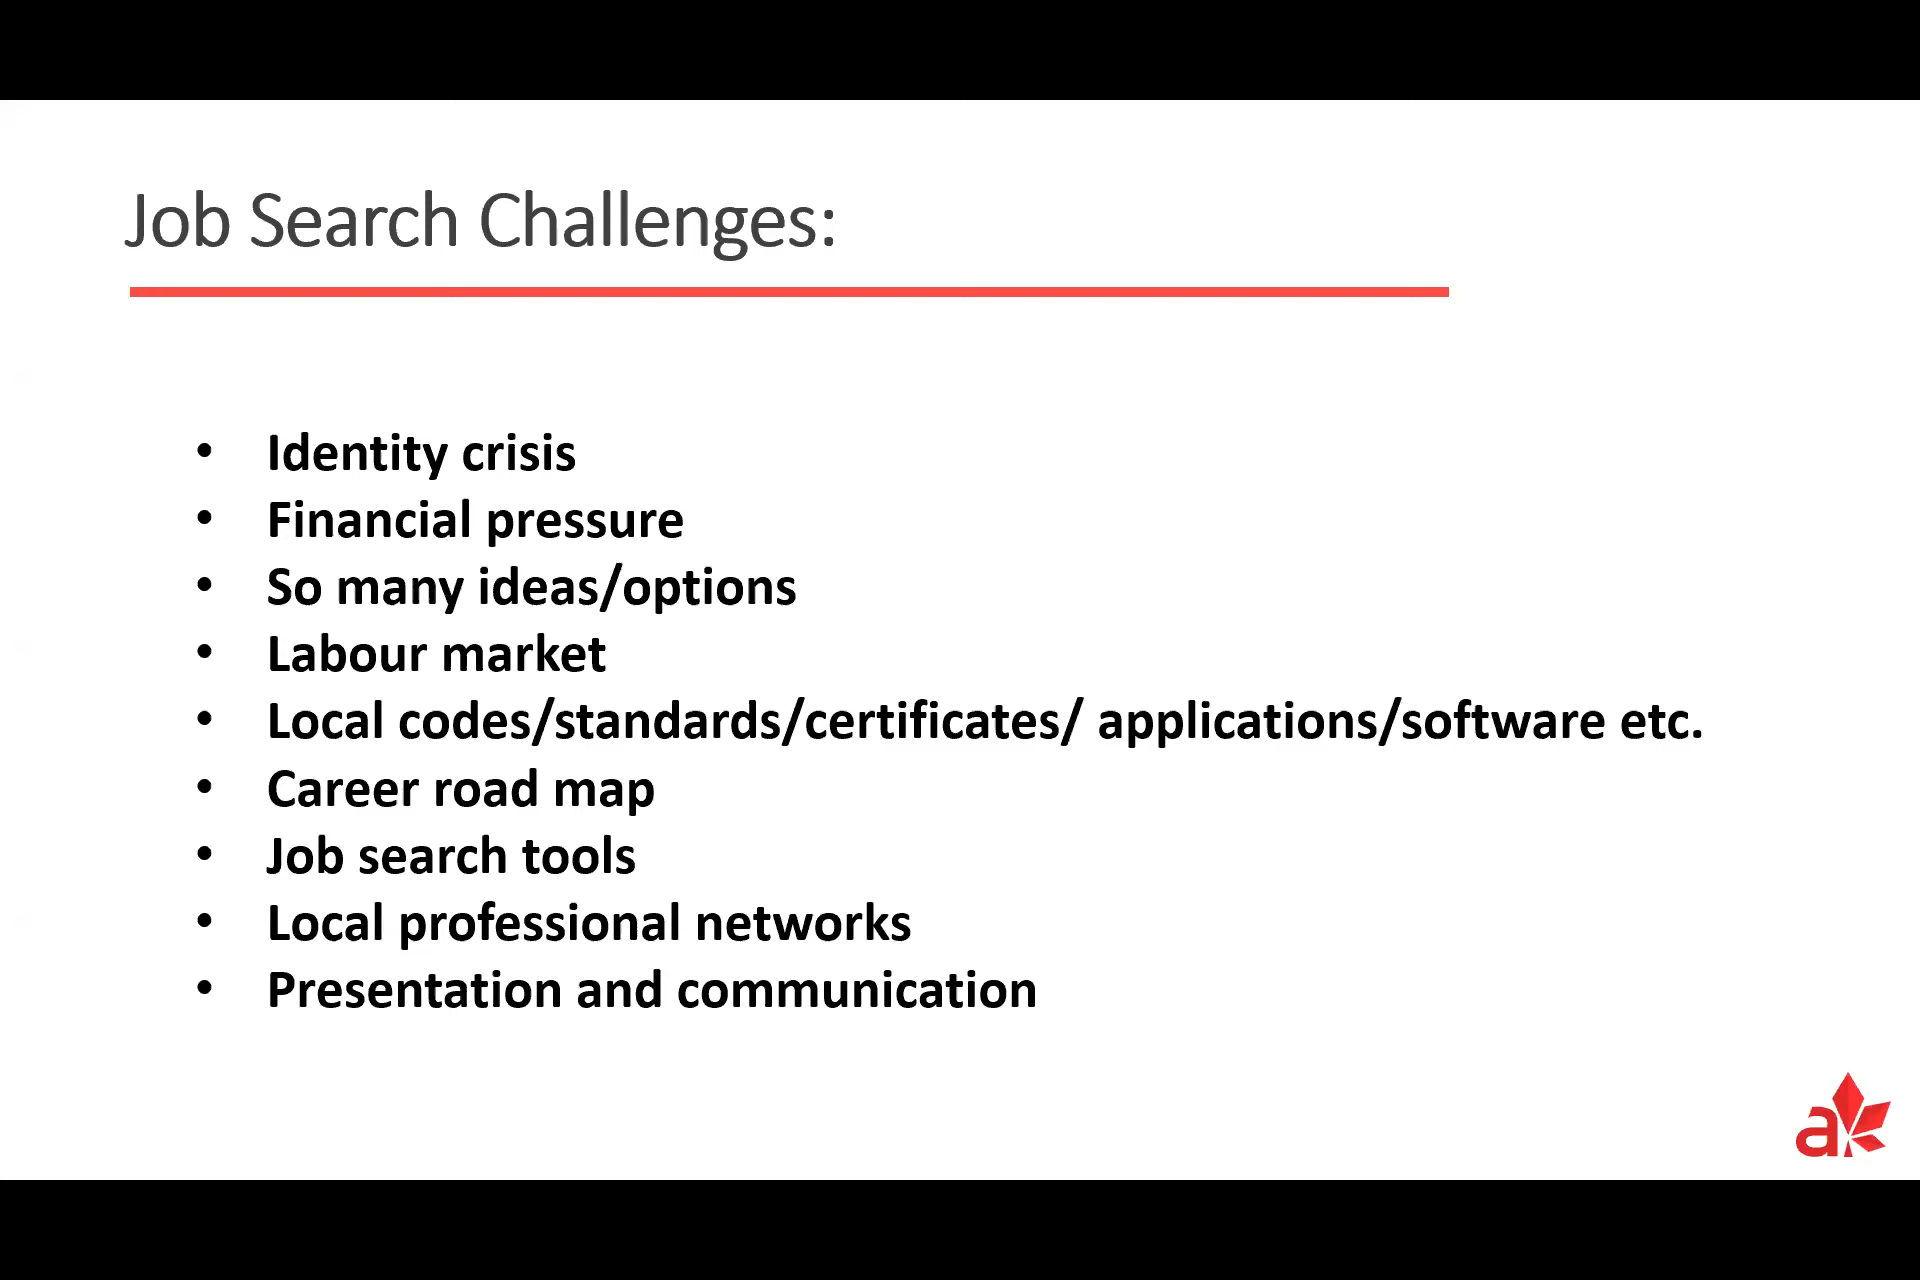 Job Search Challenges:
• Identity crisis
• Financial pressure
• So many ideas/options
• Labour market
• Local codes/standards/certificates/ applications/software etc.
• Career road map
• Job search tools
• Local professional networks
• Presentation and communication
a